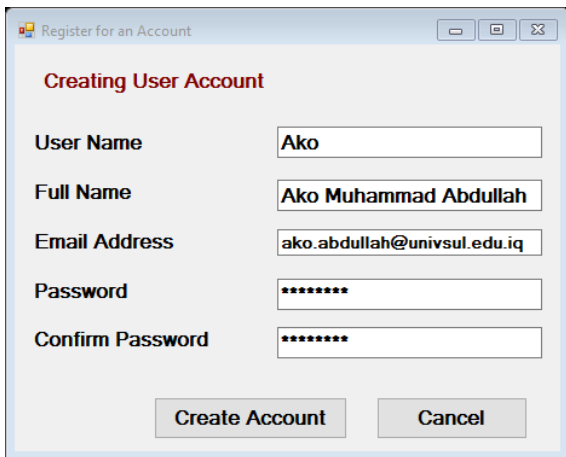 Register for an Account
Creating User Account
User Name Ako
Full Name Ako Muhammad Abdullah
Email Address ako.abdullah@univsul.edu.iq
Password ********
Confirm Password ********
Create Account Cancel